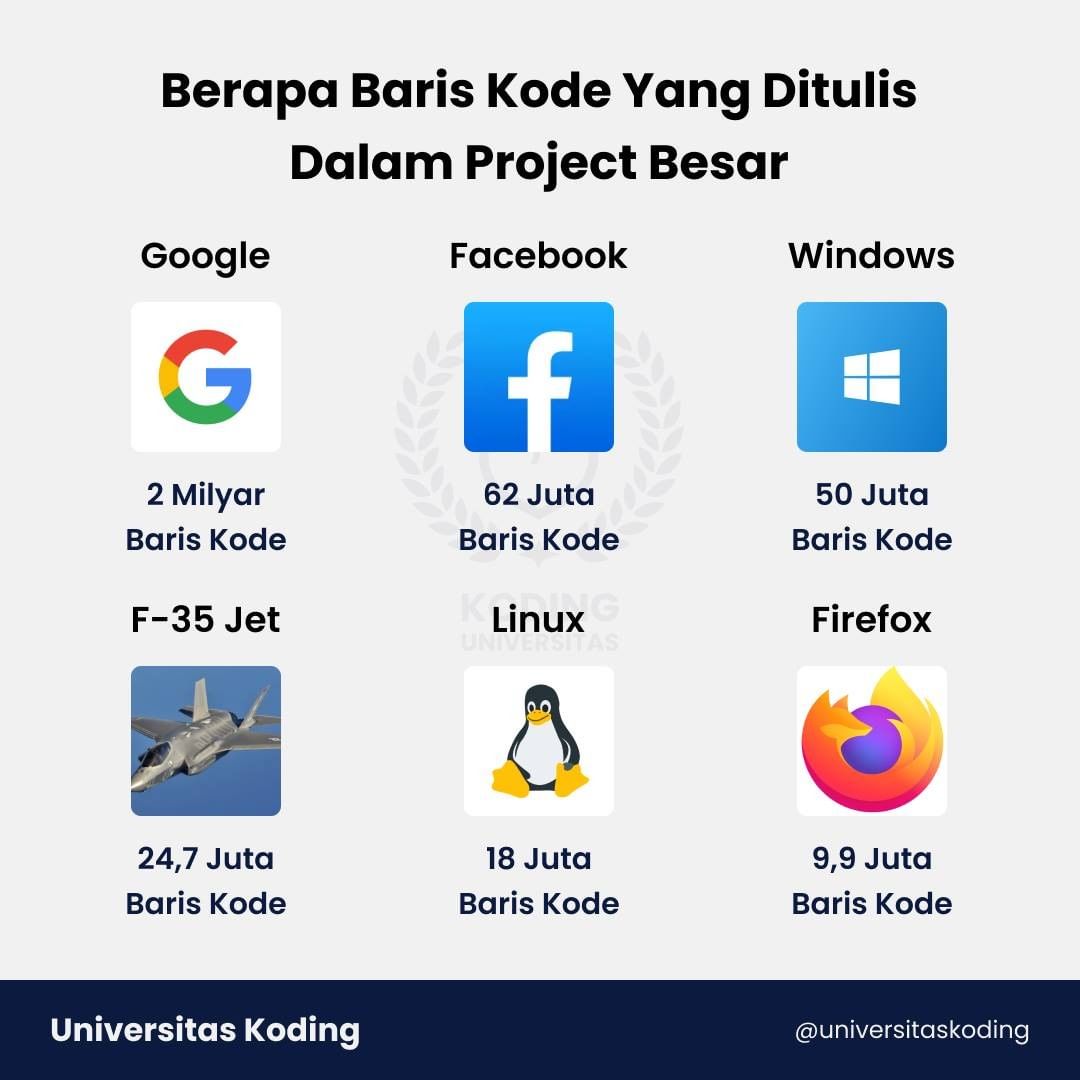 Berapa Baris Kode Yang Ditulis
Dalam Project Besar
Google
Facebook
Windows
2 Milyar
Baris Kode
62 Juta
Baris Kode
50 Juta
Baris Kode
F-35 Jet
Linux
Firefox
KODING
UNIVERSITAS
24,7 Juta
Baris Kode
18 Juta
Baris Kode
9,9 Juta
Baris Kode
Universitas Koding
@universitaskoding